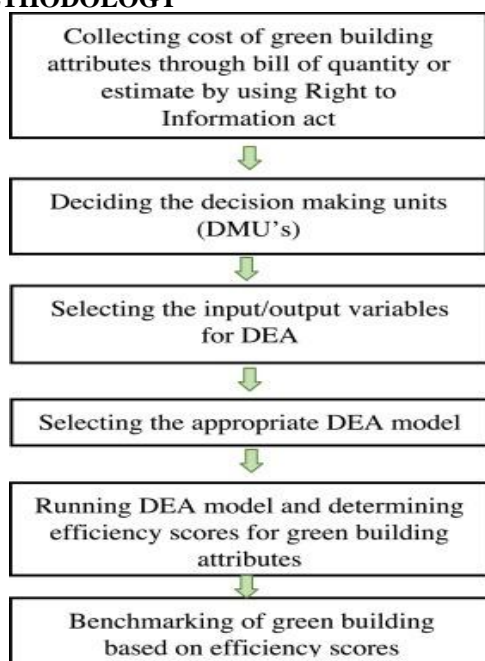 THODOLOGY
Collecting cost of green building
attributes through bill of quantity or
estimate by using Right to
Information act
Deciding the decision making units
(DMU's)
Selecting the input/output variables
for DEA
Selecting the appropriate DEA model
Running DEA model and determining
efficiency scores for green building
attributes
Benchmarking of green building
based on efficiency scores